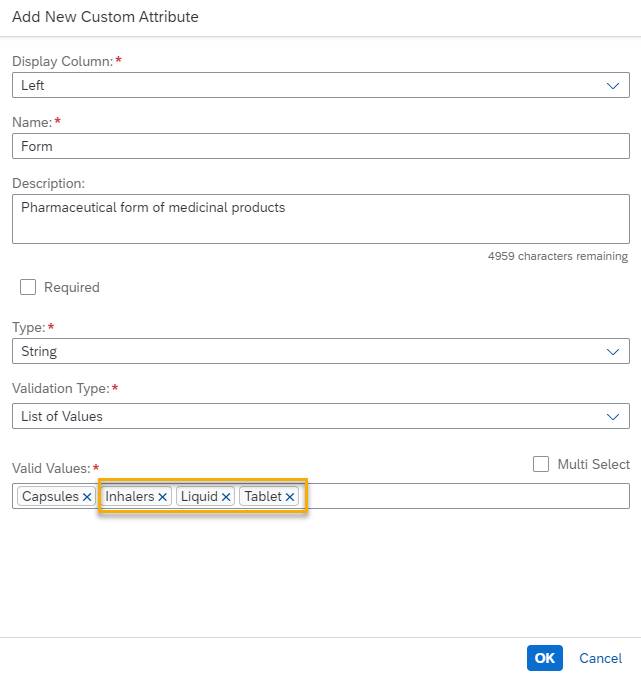 Add New Custom Attribute
Display Column:*
Left
Name:*
Form
Description:
Pharmaceutical form of medicinal products
4959 characters remaining
Required
Type:*
String
Validation Type:*
List of Values
Valid Values:*
Multi Select
Capsules × Inhalers × Liquid × Tablet ×
OK Cancel